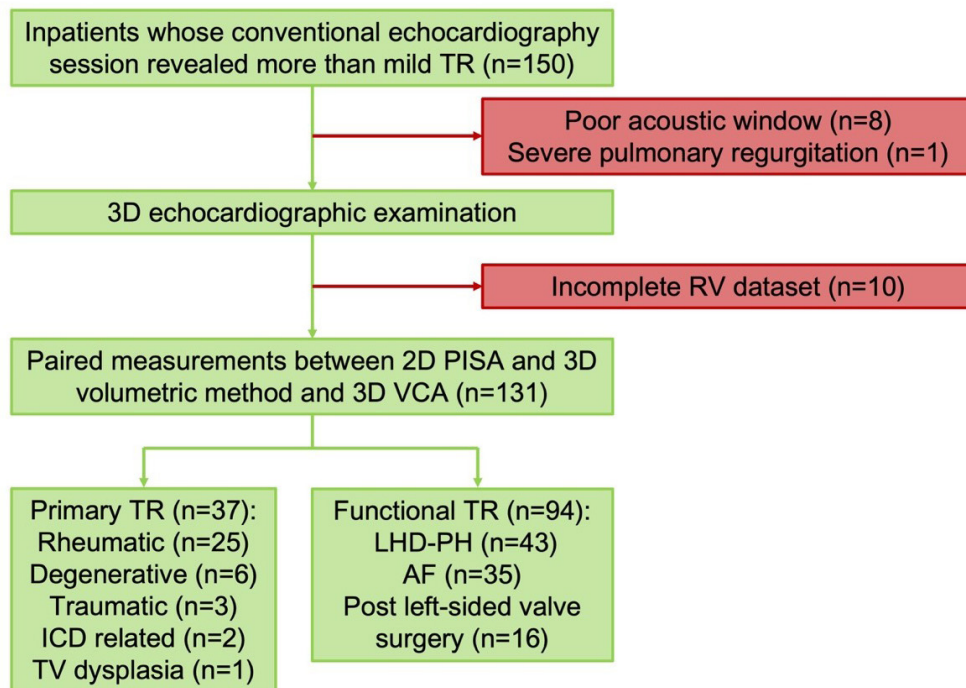 Inpatients whose conventional echocardiography
session revealed more than mild TR (n=150)
Poor acoustic window (n=8)
Severe pulmonary regurgitation (n=1)
3D echocardiographic examination
Incomplete RV dataset (n=10)
Paired measurements between 2D PISA and 3D
volumetric method and 3D VCA (n=131)
Primary TR (n=37):
Rheumatic (n=25)
Degenerative (n=6)
Traumatic (n=3)
ICD related (n=2)
TV dysplasia (n=1)
Functional TR (n=94):
LHD-PH (n=43)
AF (n=35)
Post left-sided valve
surgery (n=16)